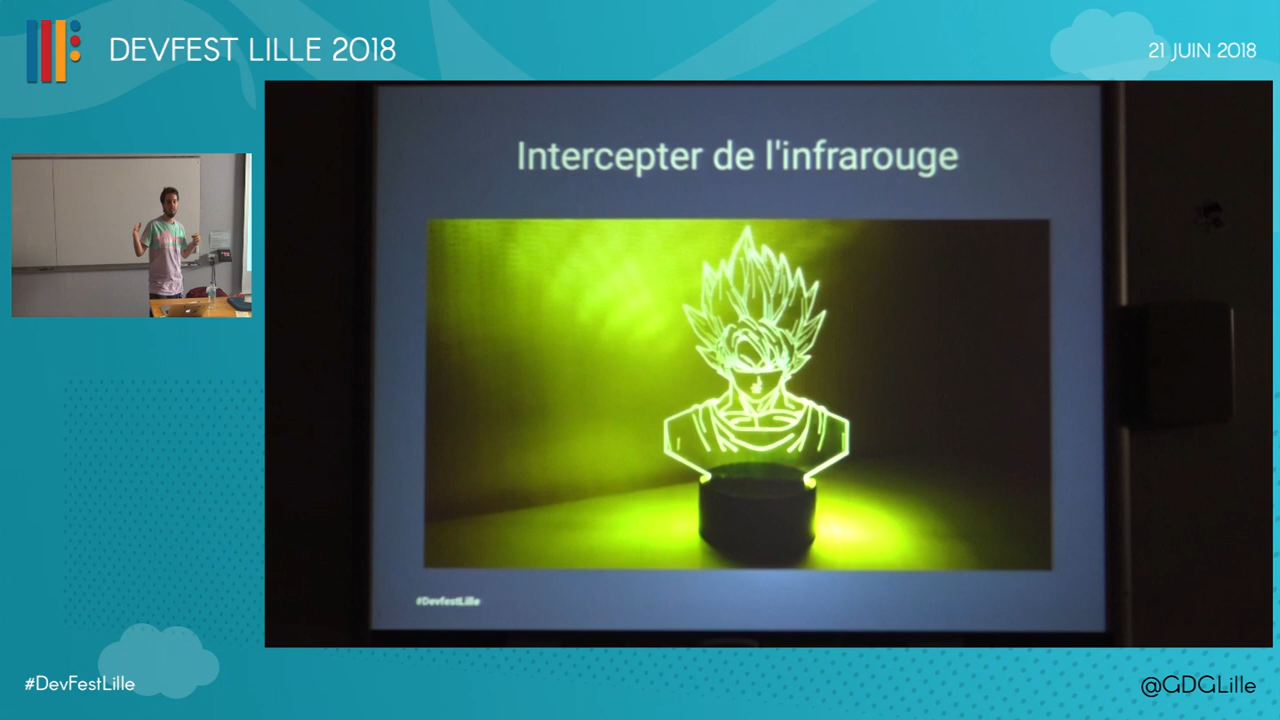 DEVFEST LILLE 2018
21 JUIN 2018
Intercepter de l'infrarouge
#DevfestLille
#DevFestLille
@GDGLille